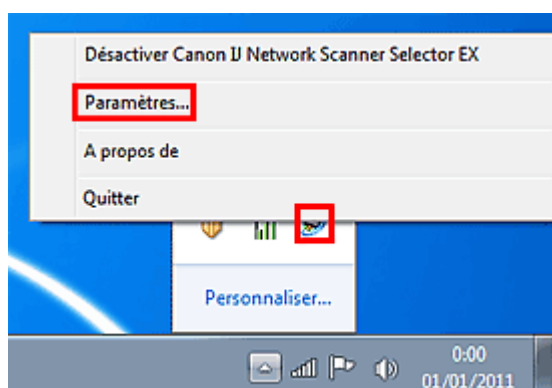 Désactiver Canon IJ Network Scanner Selector EX
Paramètres...
A propos de
Quitter
Personnaliser...
0:00
01/01/2011